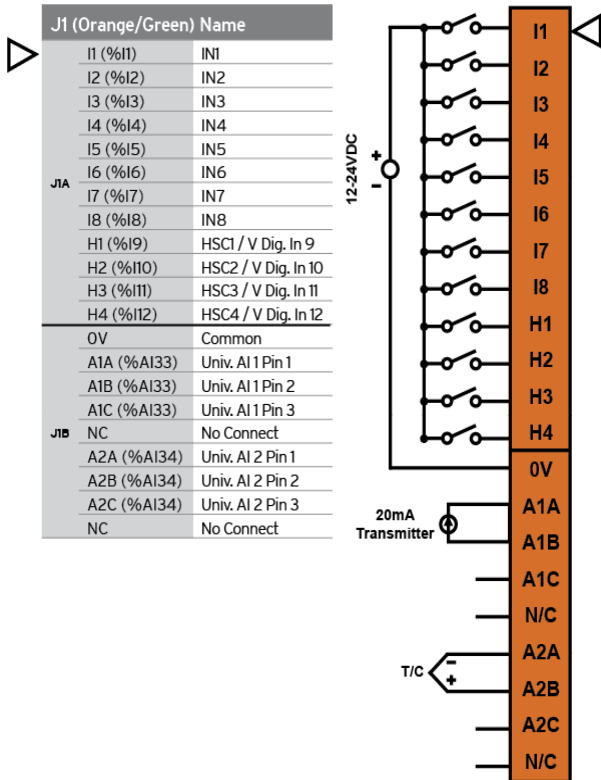 J1 (Orange/Green) Name
I1 (%I1) IN1
I2 (%I2) IN2
I3 (%I3) IN3
I4 (%I4) IN4
I5 (%I5) IN5
I6 (%I6) IN6
J1A
I7 (%I7) IN7
I8 (%I8) IN8
H1 (%I9) HSC1 / V Dig. In 9
H2 (%I10) HSC2 / V Dig. In 10
H3 (%I11) HSC3 / V Dig. In 11
H4 (%I12) HSC4 / V Dig. In 12
0V Common
A1A (%AI33) Univ. AI 1 Pin 1
A1B (%AI33) Univ. AI 1 Pin 2
A1C (%AI33) Univ. AI 1 Pin 3
J1B NC No Connect
A2A (%AI34) Univ. AI 2 Pin 1
A2B (%AI34) Univ. AI 2 Pin 2
A2C (%AI34) Univ. AI 2 Pin 3
NC No Connect
12-24VDC
+
-
20mA
Transmitter
T/C
-
+
I1
I2
I3
I4
I5
I6
I7
I8
H1
H2
H3
H4
0V
A1A
A1B
A1C
N/C
A2A
A2B
A2C
N/C